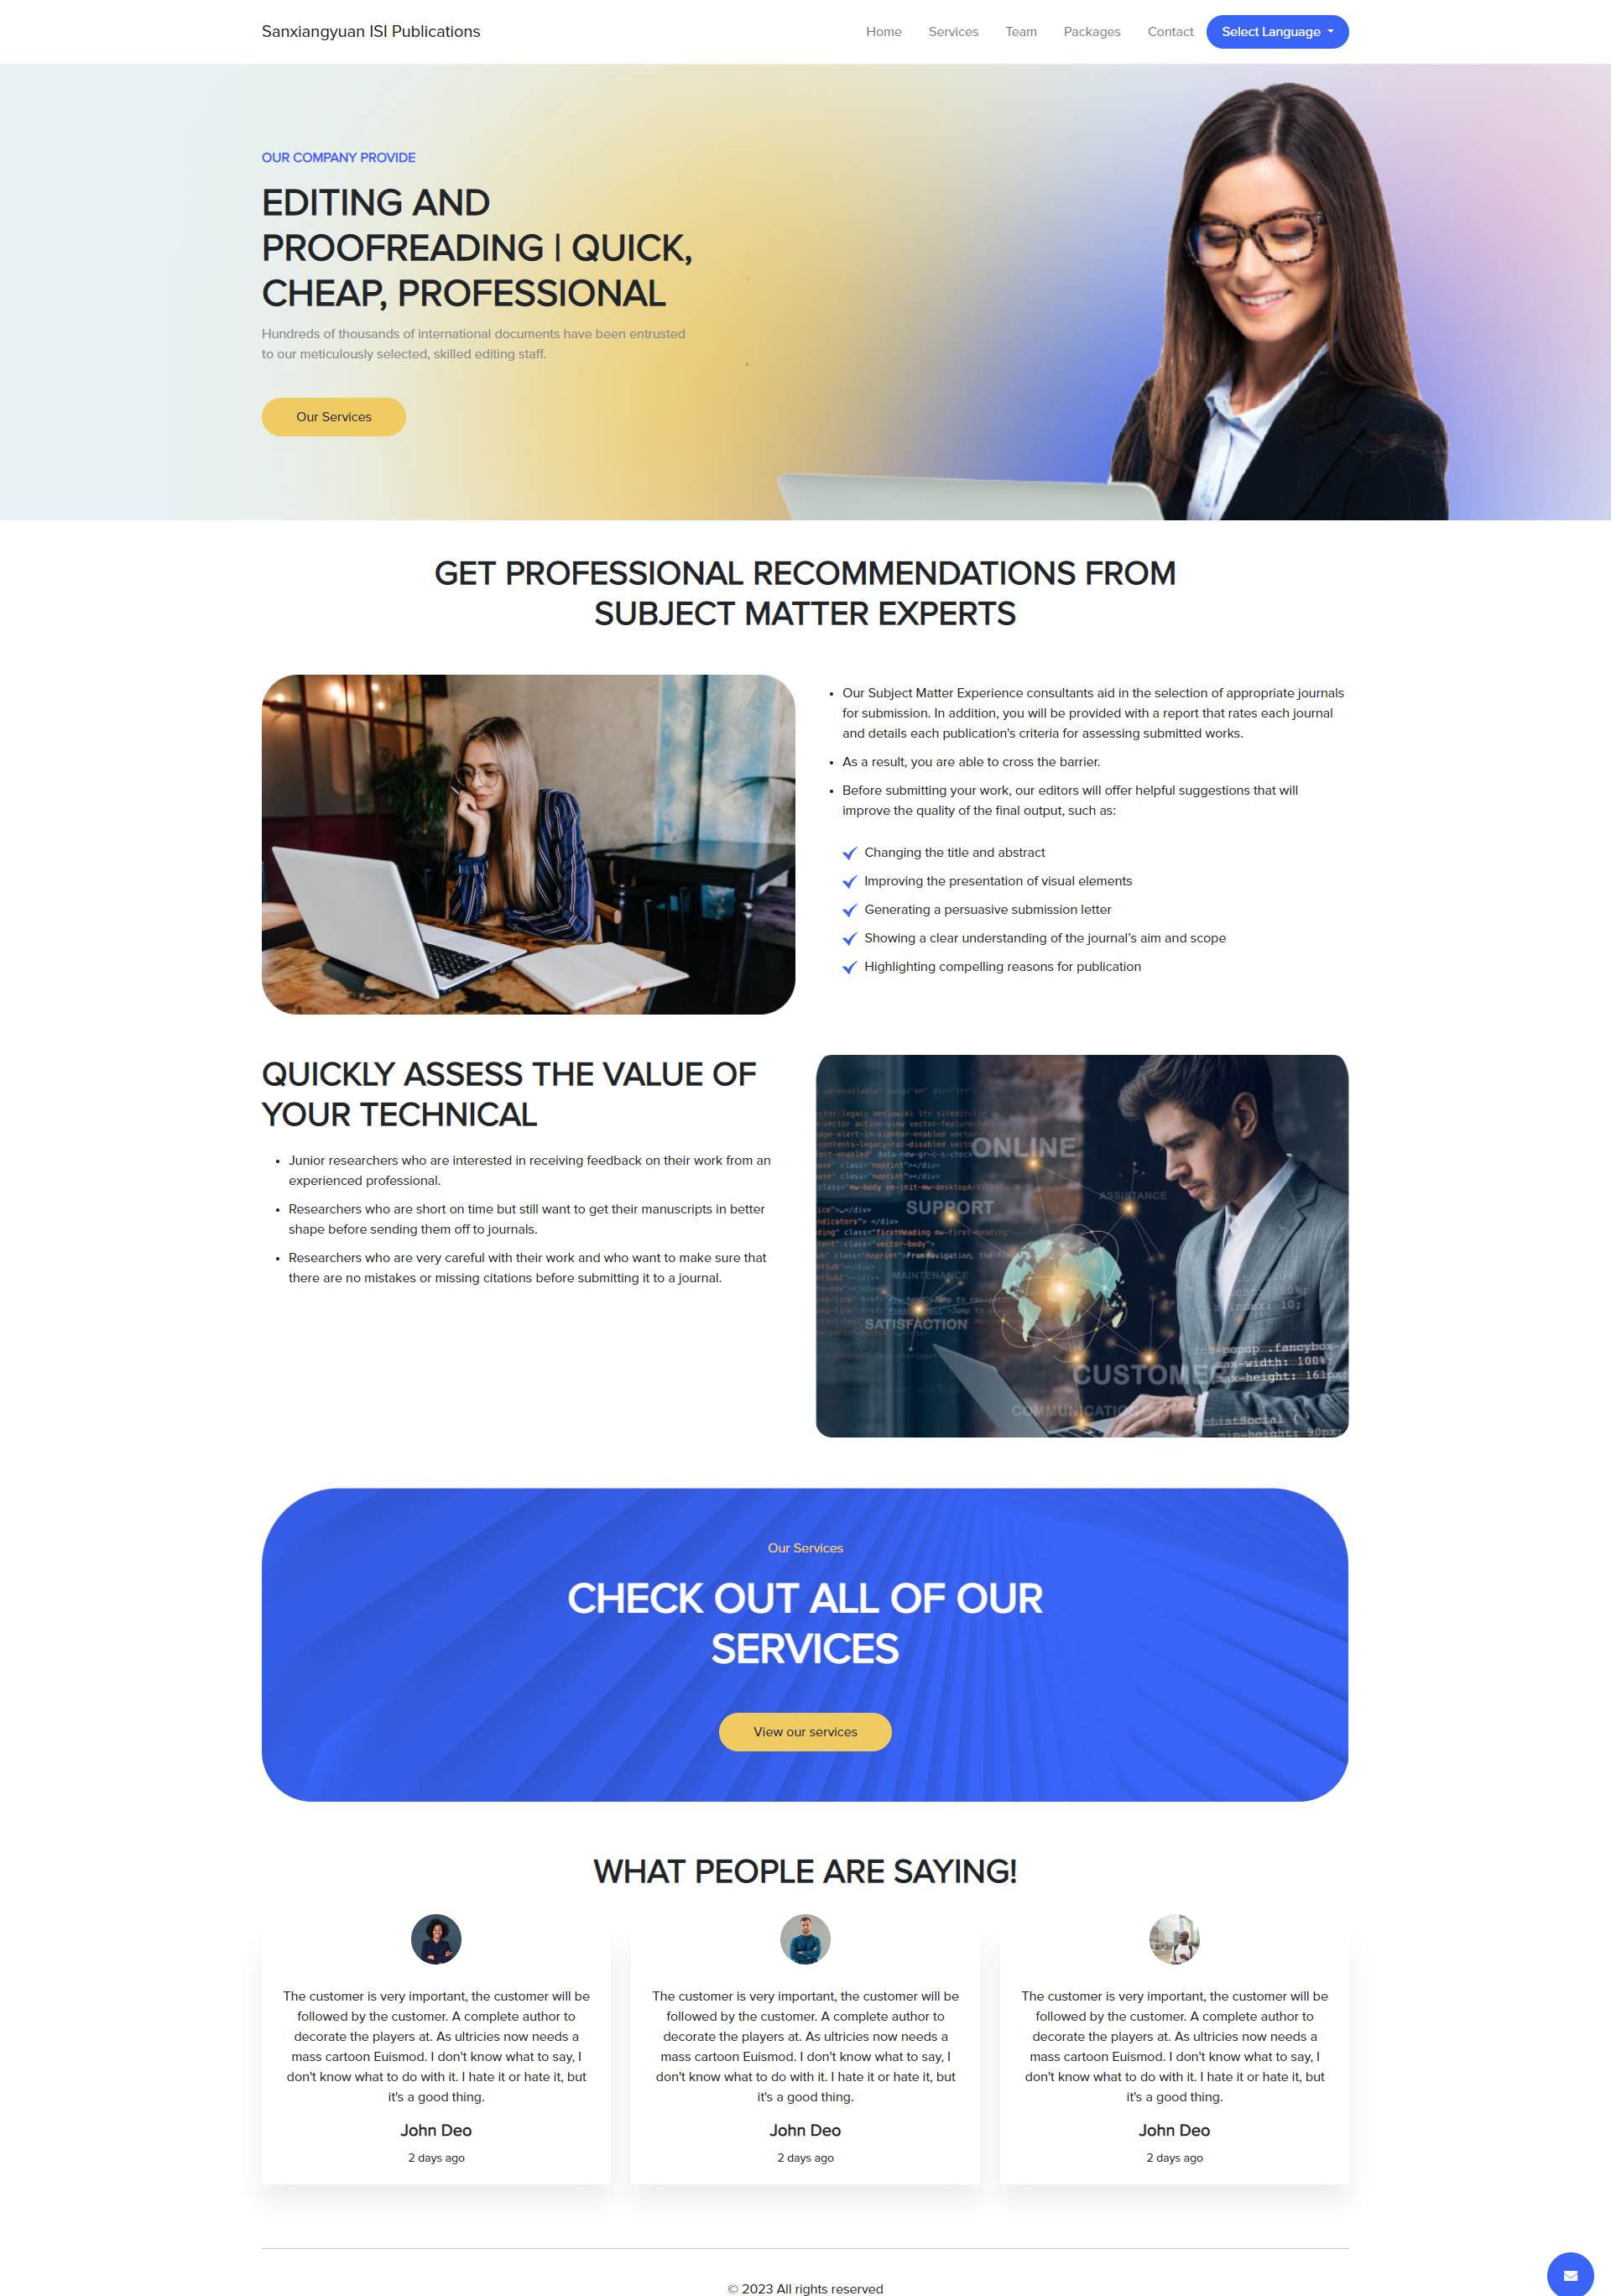 Sanxiangyuan ISI Publications
Home Services Team Packages Contact Select Language
OUR COMPANY PROVIDE
EDITING AND
PROOFREADING | QUICK,
CHEAP, PROFESSIONAL
Hundreds of thousands of international documents have been entrusted
to our meticulously selected, skilled editing staff.
Our Services
GET PROFESSIONAL RECOMMENDATIONS FROM
SUBJECT MATTER EXPERTS
• Our Subject Matter Experience consultants aid in the selection of appropriate journals
for submission. In addition, you will be provided with a report that rates each journal
and details each publication's criteria for assessing submitted works.
• As a result, you are able to cross the barrier.
• Before submitting your work, our editors will offer helpful suggestions that will
improve the quality of the final output, such as:
Changing the title and abstract
Improving the presentation of visual elements
Generating a persuasive submission letter
Showing a clear understanding of the journal's aim and scope
Highlighting compelling reasons for publication
QUICKLY ASSESS THE VALUE OF
YOUR TECHNICAL
• Junior researchers who are interested in receiving feedback on their work from an
experienced professional.
• Researchers who are short on time but still want to get their manuscripts in better
shape before sending them off to journals.
• Researchers who are very careful with their work and who want to make sure that
there are no mistakes or missing citations before submitting it to a journal.
ONLINE
ASSISTANCE
SUPPORT
MAINTENANCE
SATISFACTION
CUSTOMER
COMMUNICATION
max-width: 100%;
max-height: 161px;
min-height: 90px;
Our Services
CHECK OUT ALL OF OUR
SERVICES
View our services
WHAT PEOPLE ARE SAYING!
The customer is very important, the customer will be
followed by the customer. A complete author to
decorate the players at. As ultricies now needs a
mass cartoon Euismod. I don't know what to say, I
don't know what to do with it. I hate it or hate it, but
it's a good thing.
John Deo
2 days ago
The customer is very important, the customer will be
followed by the customer. A complete author to
decorate the players at. As ultricies now needs a
mass cartoon Euismod. I don't know what to say, I
don't know what to do with it. I hate it or hate it, but
it's a good thing.
John Deo
2 days ago
The customer is very important, the customer will be
followed by the customer. A complete author to
decorate the players at. As ultricies now needs a
mass cartoon Euismod. I don't know what to say, I
don't know what to do with it. I hate it or hate it, but
it's a good thing.
John Deo
2 days ago
© 2023 All rights reserved